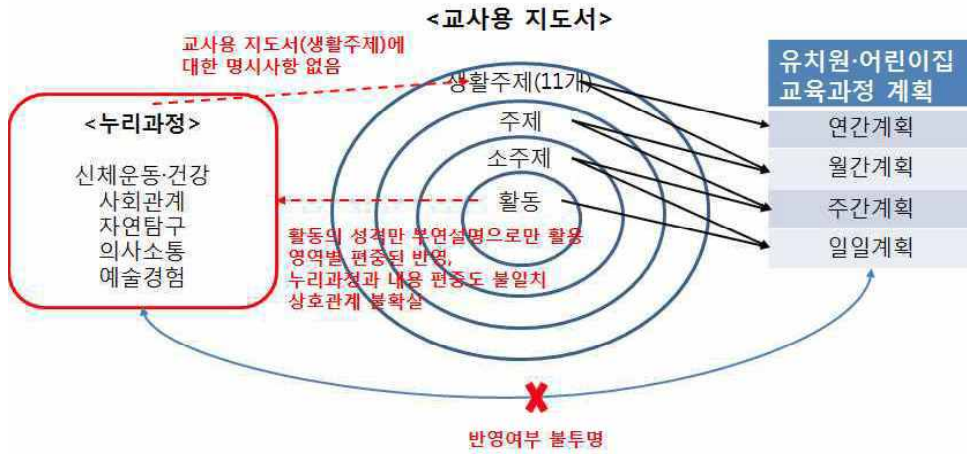 <교사용 지도서>
교사용 지도서(생활주제)에
대한 명시사항 없음
<누리과정>
신체운동·건강
사회관계
자연탐구
의사소통
예술경험
생활주제(11개)
주제
소주제
활동
활동의 성격만 부연설명으로만 활용
영역별 편중된 반영,
누리과정과 내용 편중도 불일치
상호관계 불확실
유치원·어린이집
교육과정 계획
연간계획
월간계획
주간계획
일일계획
반영여부 불투명